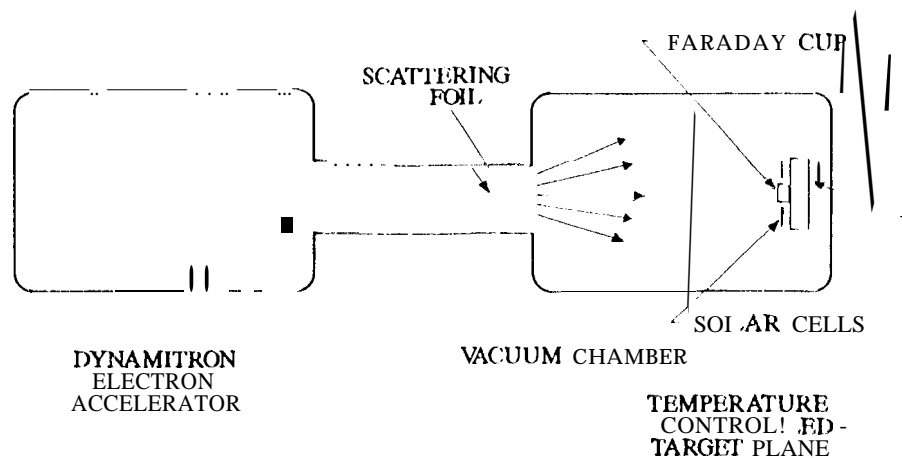 FARADAY CUP
SCATTERING
FOIL
SOLAR CELLS
VACUUM CHAMBER
DYNAMITRON
ELECTRON
ACCELERATOR
TEMPERATURE
CONTROLLED-
TARGET PLANE